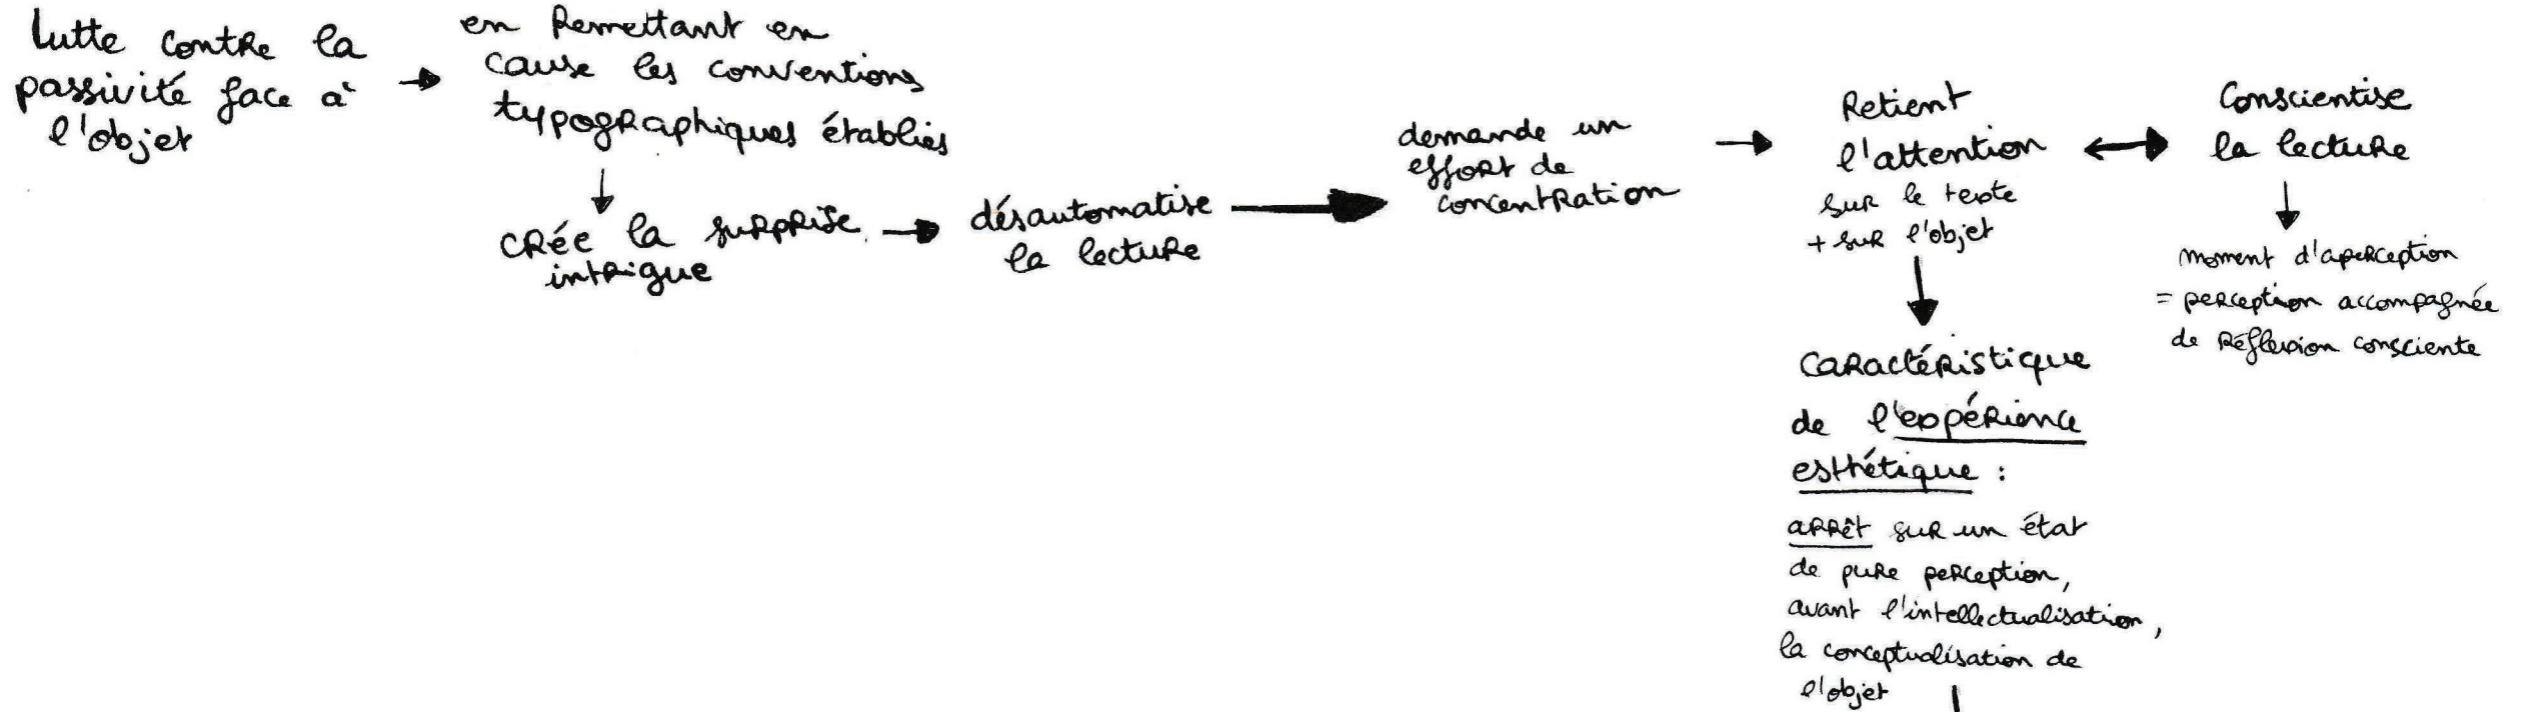 lutte contre la
passivité face à
l'objet
→
en remettant en
cause les conventions
typographiques établies
↓
crée la surprise
intrigue
→
désautomatise
la lecture
→
demande un
effort de
concentration
→
Retient
l'attention
sur le texte
+ sur l'objet
↔
Conscientise
la lecture
↓
moment d'aperception
= perception accompagnée
de réflexion consciente
↓
caractéristique
de l'expérience
esthétique :
arrêt sur un état
de pure perception,
avant l'intellectualisation,
la conceptualisation de
l'objet